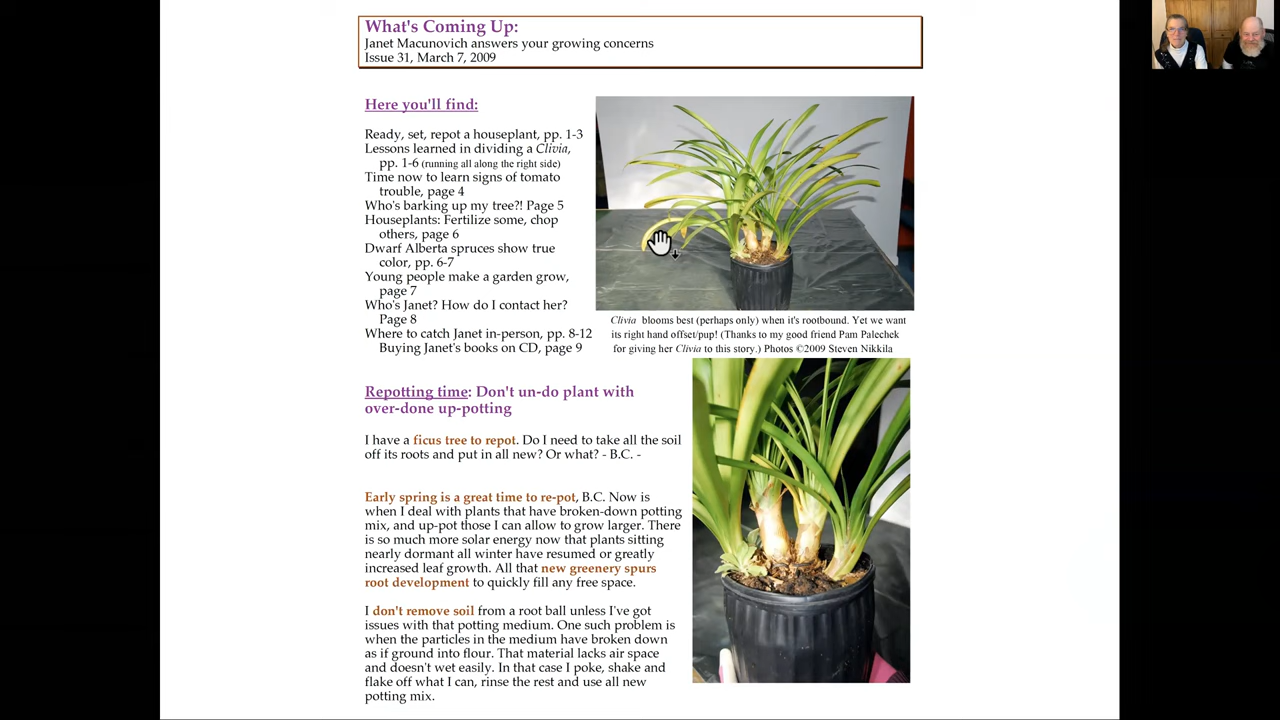 What's Coming Up:
Janet Macunovich answers your growing concerns
Issue 31, March 7, 2009
Here you'll find:
Ready, set, repot a houseplant, pp. 1-3
Lessons learned in dividing a Clivia,
pp. 1-6 (running all along the right side)
Time now to learn signs of tomato
trouble, page 4
Who's barking up my tree?! Page 5
Houseplants: Fertilize some, chop
others, page 6
Dwarf Alberta spruces show true
color, pp. 6-7
Young people make a garden grow,
page 7
Who's Janet? How do I contact her?
Page 8
Where to catch Janet in-person, pp. 8-12
Buying Janet's books on CD, page 9
Clivia blooms best (perhaps only) when it's rootbound. Yet we want
its right hand offset/pup! (Thanks to my good friend Pam Palechek
for giving her Clivia to this story.) Photos ©2009 Steven Nikkila
Repotting time: Don't un-do plant with
over-done up-potting
I have a ficus tree to repot. Do I need to take all the soil
off its roots and put in all new? Or what? - B.C. -
Early spring is a great time to re-pot, B.C. Now is
when I deal with plants that have broken-down potting
mix, and up-pot those I can allow to grow larger. There
is so much more solar energy now that plants sitting
nearly dormant all winter have resumed or greatly
increased leaf growth. All that new greenery spurs
root development to quickly fill any free space.
I don't remove soil from a root ball unless I've got
issues with that potting medium. One such problem is
when the particles in the medium have broken down
as if ground into flour. That material lacks air space
and doesn't wet easily. In that case I poke, shake and
flake off what I can, rinse the rest and use all new
potting mix.